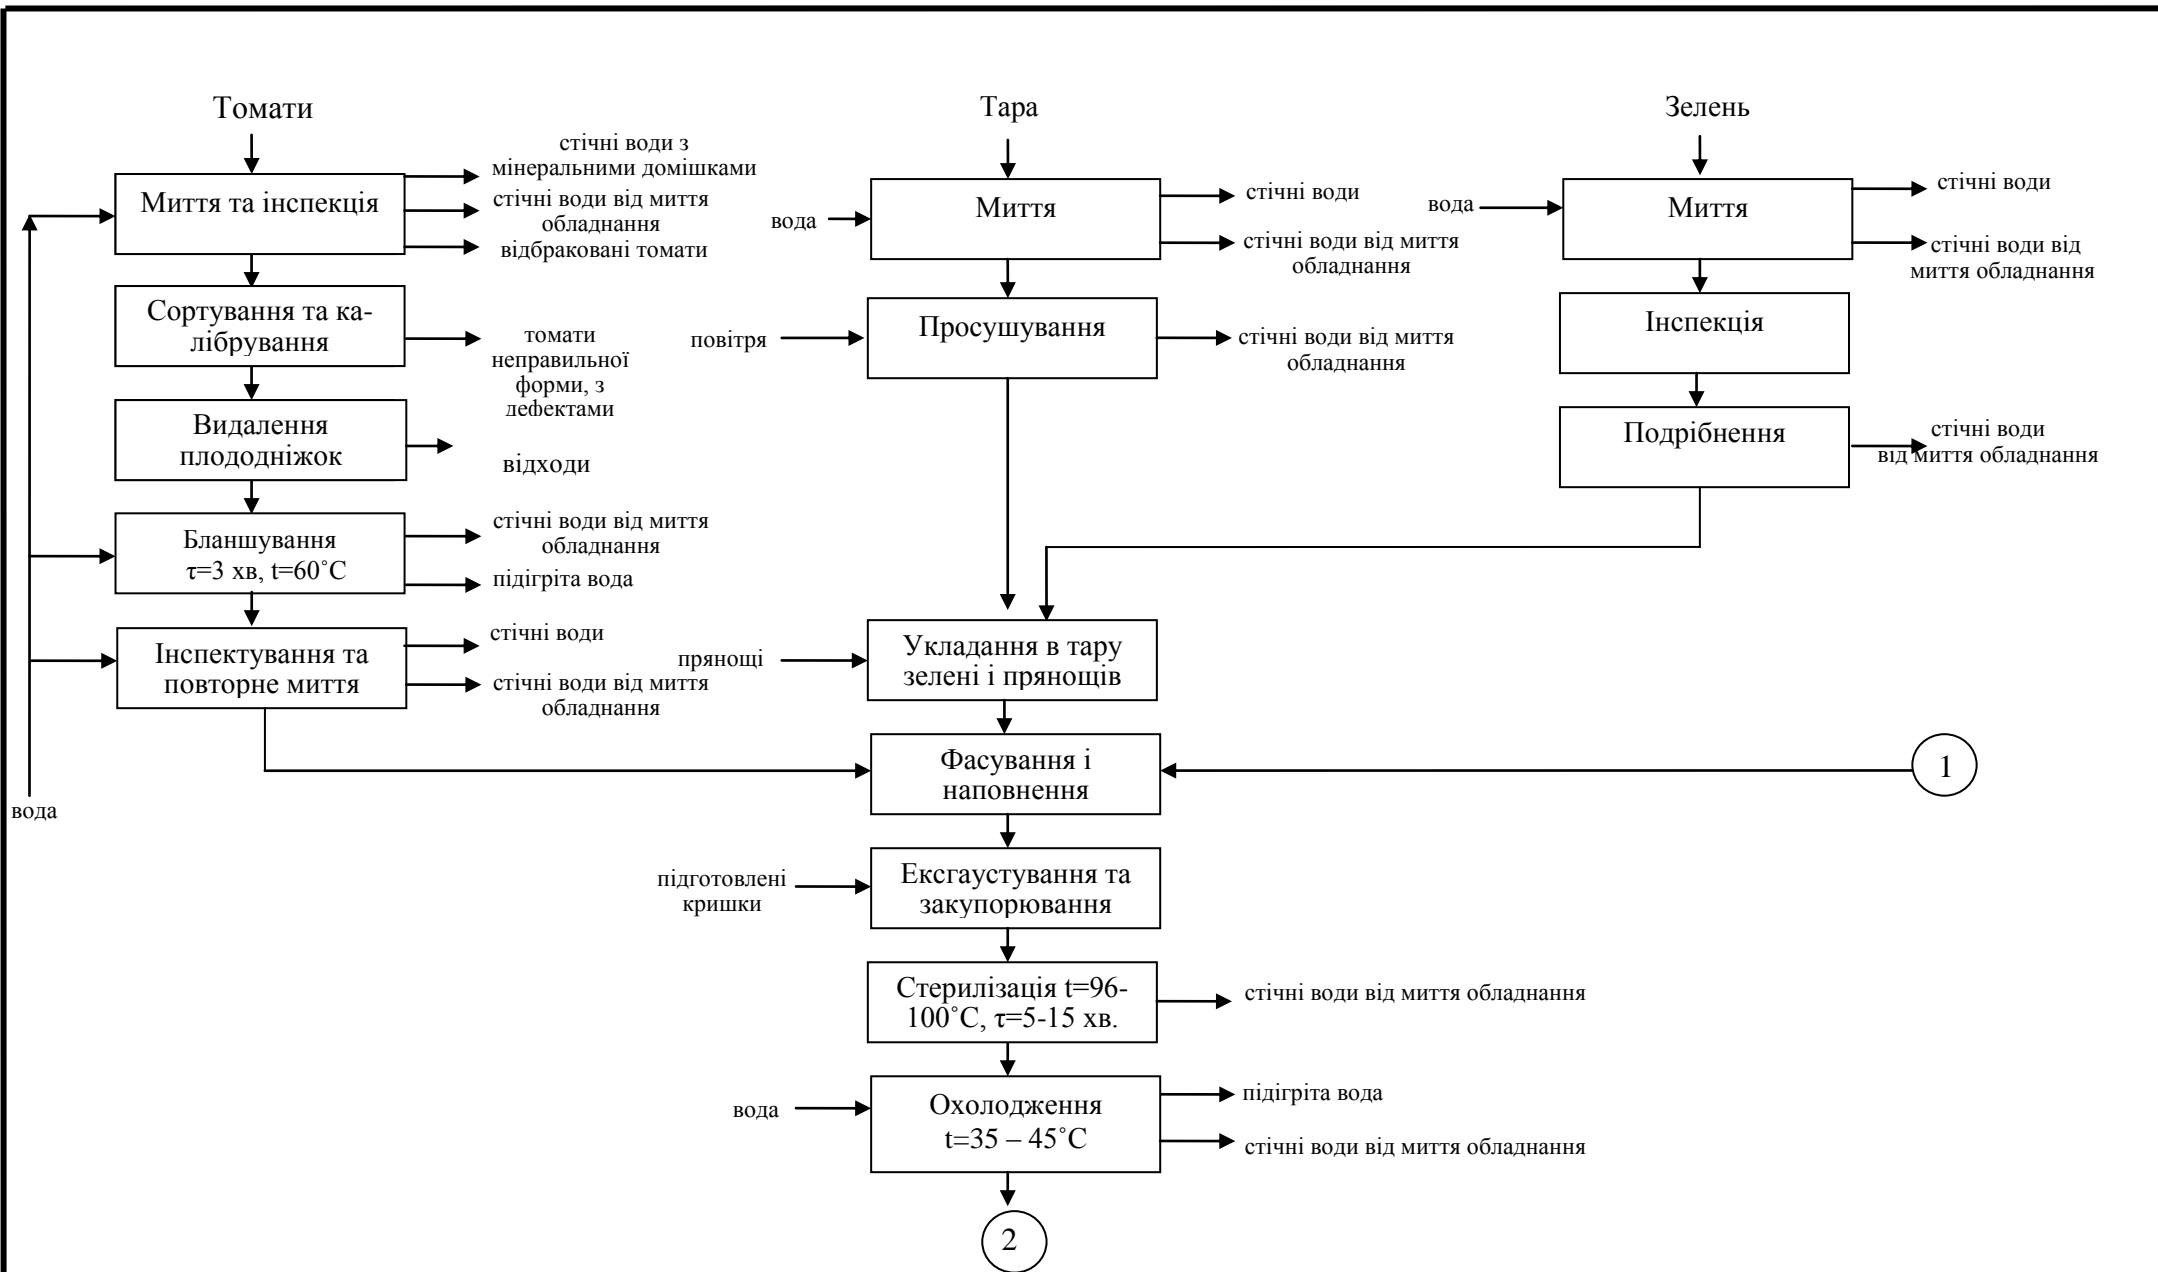 Томати
Тара
Зелень
стічні води з
мінеральними домішками
стічні води від миття
обладнання
відбраковані томати
Миття та інспекція
Сортування та ка-
лібрування
томати
неправильної
форми, з
дефектами
Видалення
плододніжок
відходи
Бланшування
τ=3 хв, t=60˚С
стічні води від миття
обладнання
підігріта вода
Інспектування та
повторне миття
стічні води
стічні води від миття
обладнання
вода
вода
Миття
стічні води
стічні води від миття
обладнання
повітря
Просушування
стічні води від миття
обладнання
вода
Миття
стічні води
стічні води від
миття обладнання
Інспекція
Подрібнення
стічні води
від миття обладнання
прянощі
Укладання в тару
зелені і прянощів
Фасування і
наповнення
1
підготовлені
кришки
Ексгаустування та
закупорювання
Стерилізація t=96-
100˚С, τ=5-15 хв.
стічні води від миття обладнання
вода
Охолодження
t=35 – 45˚С
підігріта вода
стічні води від миття обладнання
2